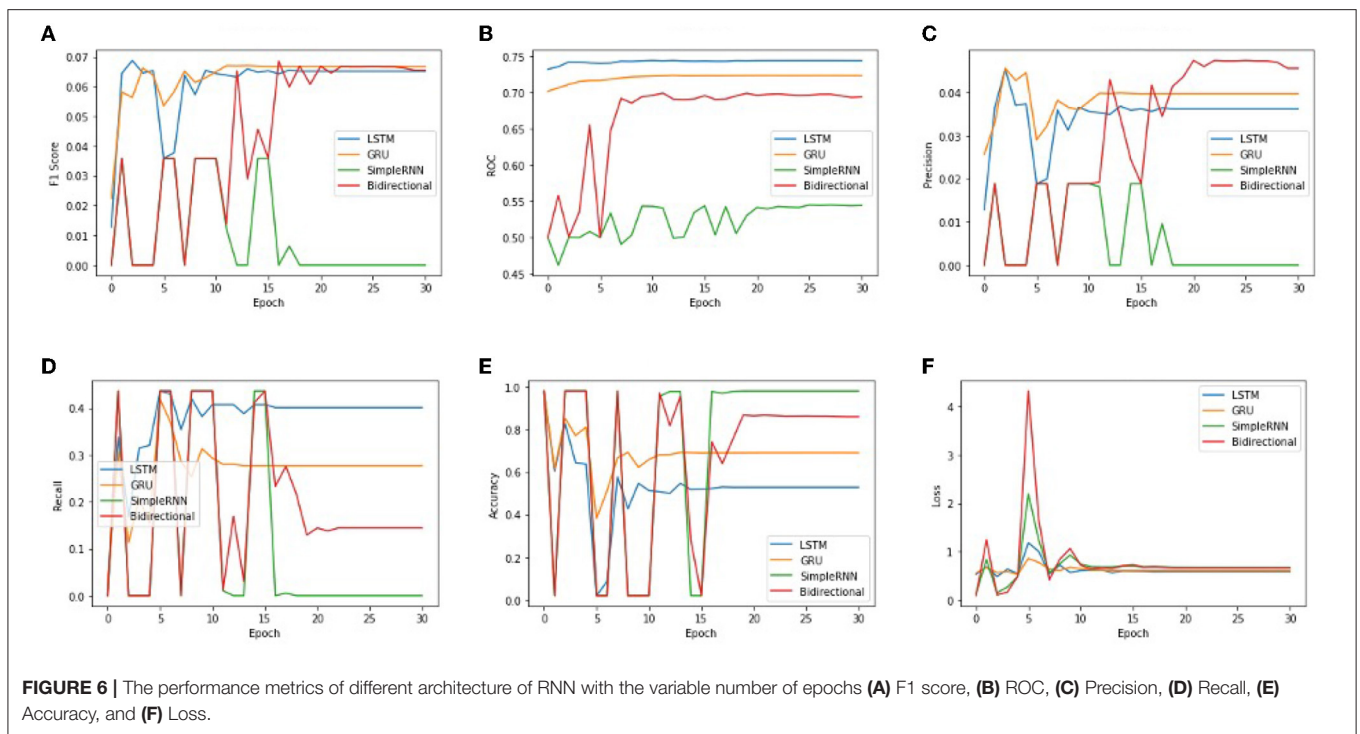 A
0.07
0.06
0.05
0.04
0.03
0.02
0.01
0.00
F1 Score
LSTM
GRU
SimpleRNN
Bidirectional
0 5 10 15 20 25 30
Epoch
B
0.75
0.70
0.65
0.60
0.55
0.50
0.45
ROC
LSTM
GRU
SimpleRNN
Bidirectional
0 5 10 15 20 25 30
Epoch
C
0.04
0.03
0.02
0.01
0.00
Precision
LSTM
GRU
SimpleRNN
Bidirectional
0 5 10 15 20 25 30
Epoch
D
0.4
0.3
0.2
0.1
0.0
Recall
LSTM
GRU
SimpleRNN
Bidirectional
0 5 10 15 20 25 30
Epoch
E
1.0
0.8
0.6
0.4
0.2
0.0
Accuracy
LSTM
GRU
SimpleRNN
Bidirectional
0 5 10 15 20 25 30
Epoch
F
4
3
2
1
0
Loss
LSTM
GRU
SimpleRNN
Bidirectional
0 5 10 15 20 25 30
Epoch
FIGURE 6 | The performance metrics of different architecture of RNN with the variable number of epochs (A) F1 score, (B) ROC, (C) Precision, (D) Recall, (E)
Accuracy, and (F) Loss.